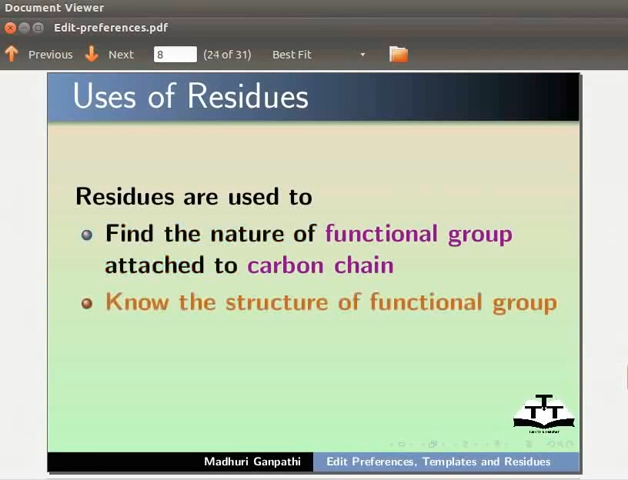 Document Viewer
Edit-preferences.pdf
Previous Next 8 (24 of 31) Best Fit
Uses of Residues
Residues are used to
Find the nature of functional group
attached to carbon chain
Know the structure of functional group
TTT
Madhuri Ganpathi Edit Preferences, Templates and Residues